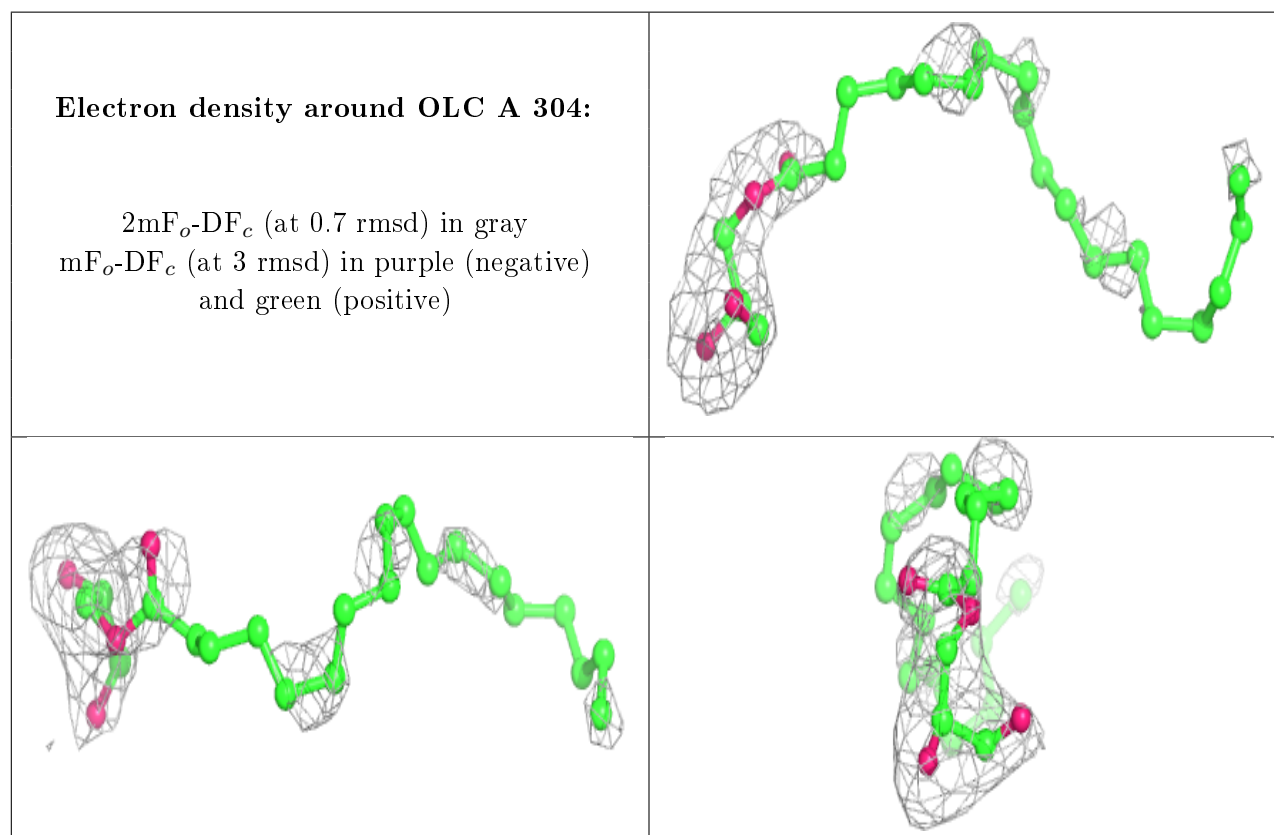 Electron density around OLC A 304:
2mFo-DFc (at 0.7 rmsd) in gray
mFo-DFc (at 3 rmsd) in purple (negative)
and green (positive)